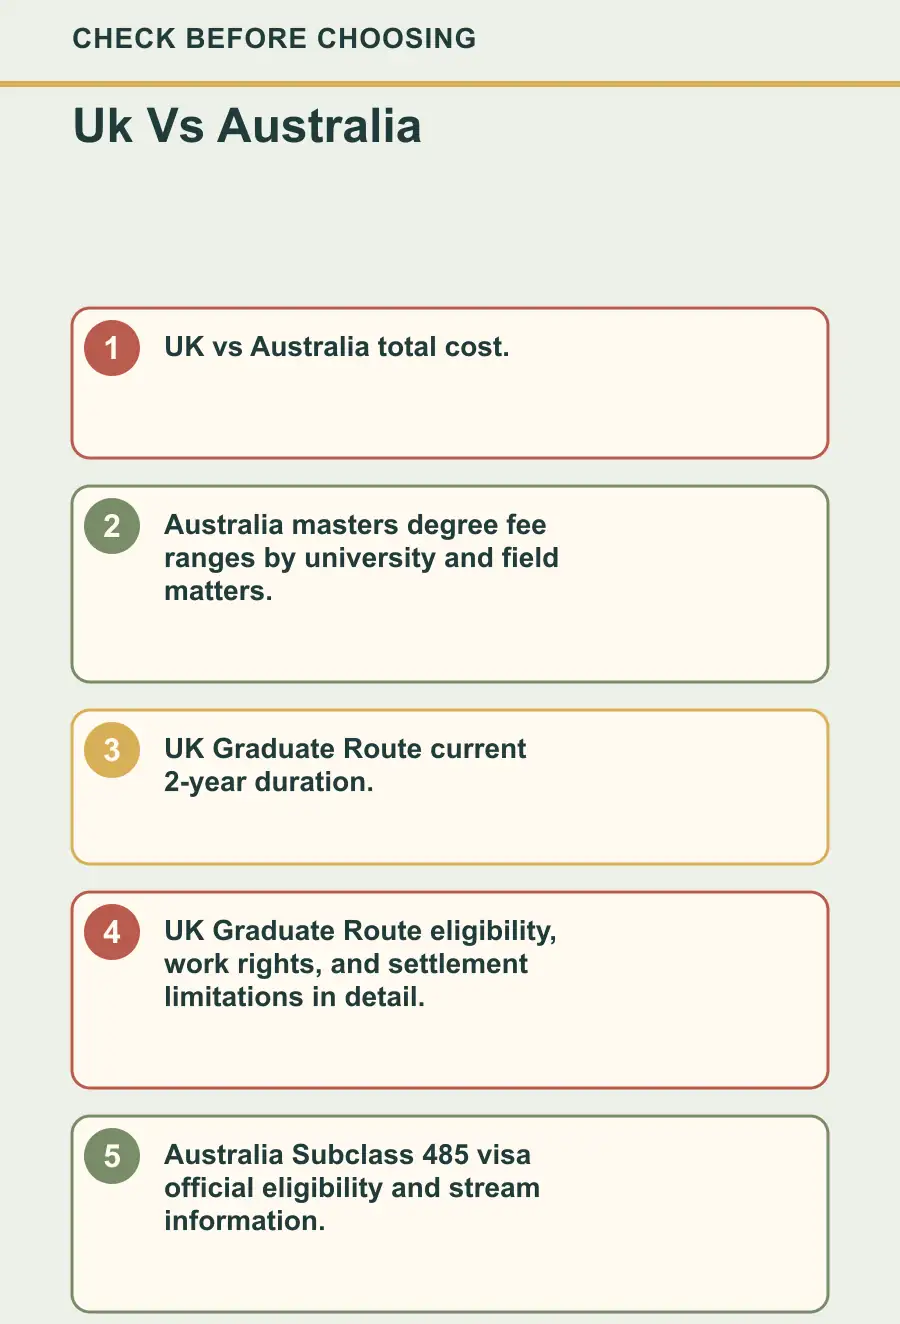 CHECK BEFORE CHOOSING
Uk Vs Australia
1
UK vs Australia total cost.
2
Australia masters degree fee
ranges by university and field
matters.
3
UK Graduate Route current
2-year duration.
4
UK Graduate Route eligibility,
work rights, and settlement
limitations in detail.
5
Australia Subclass 485 visa
official eligibility and stream
information.